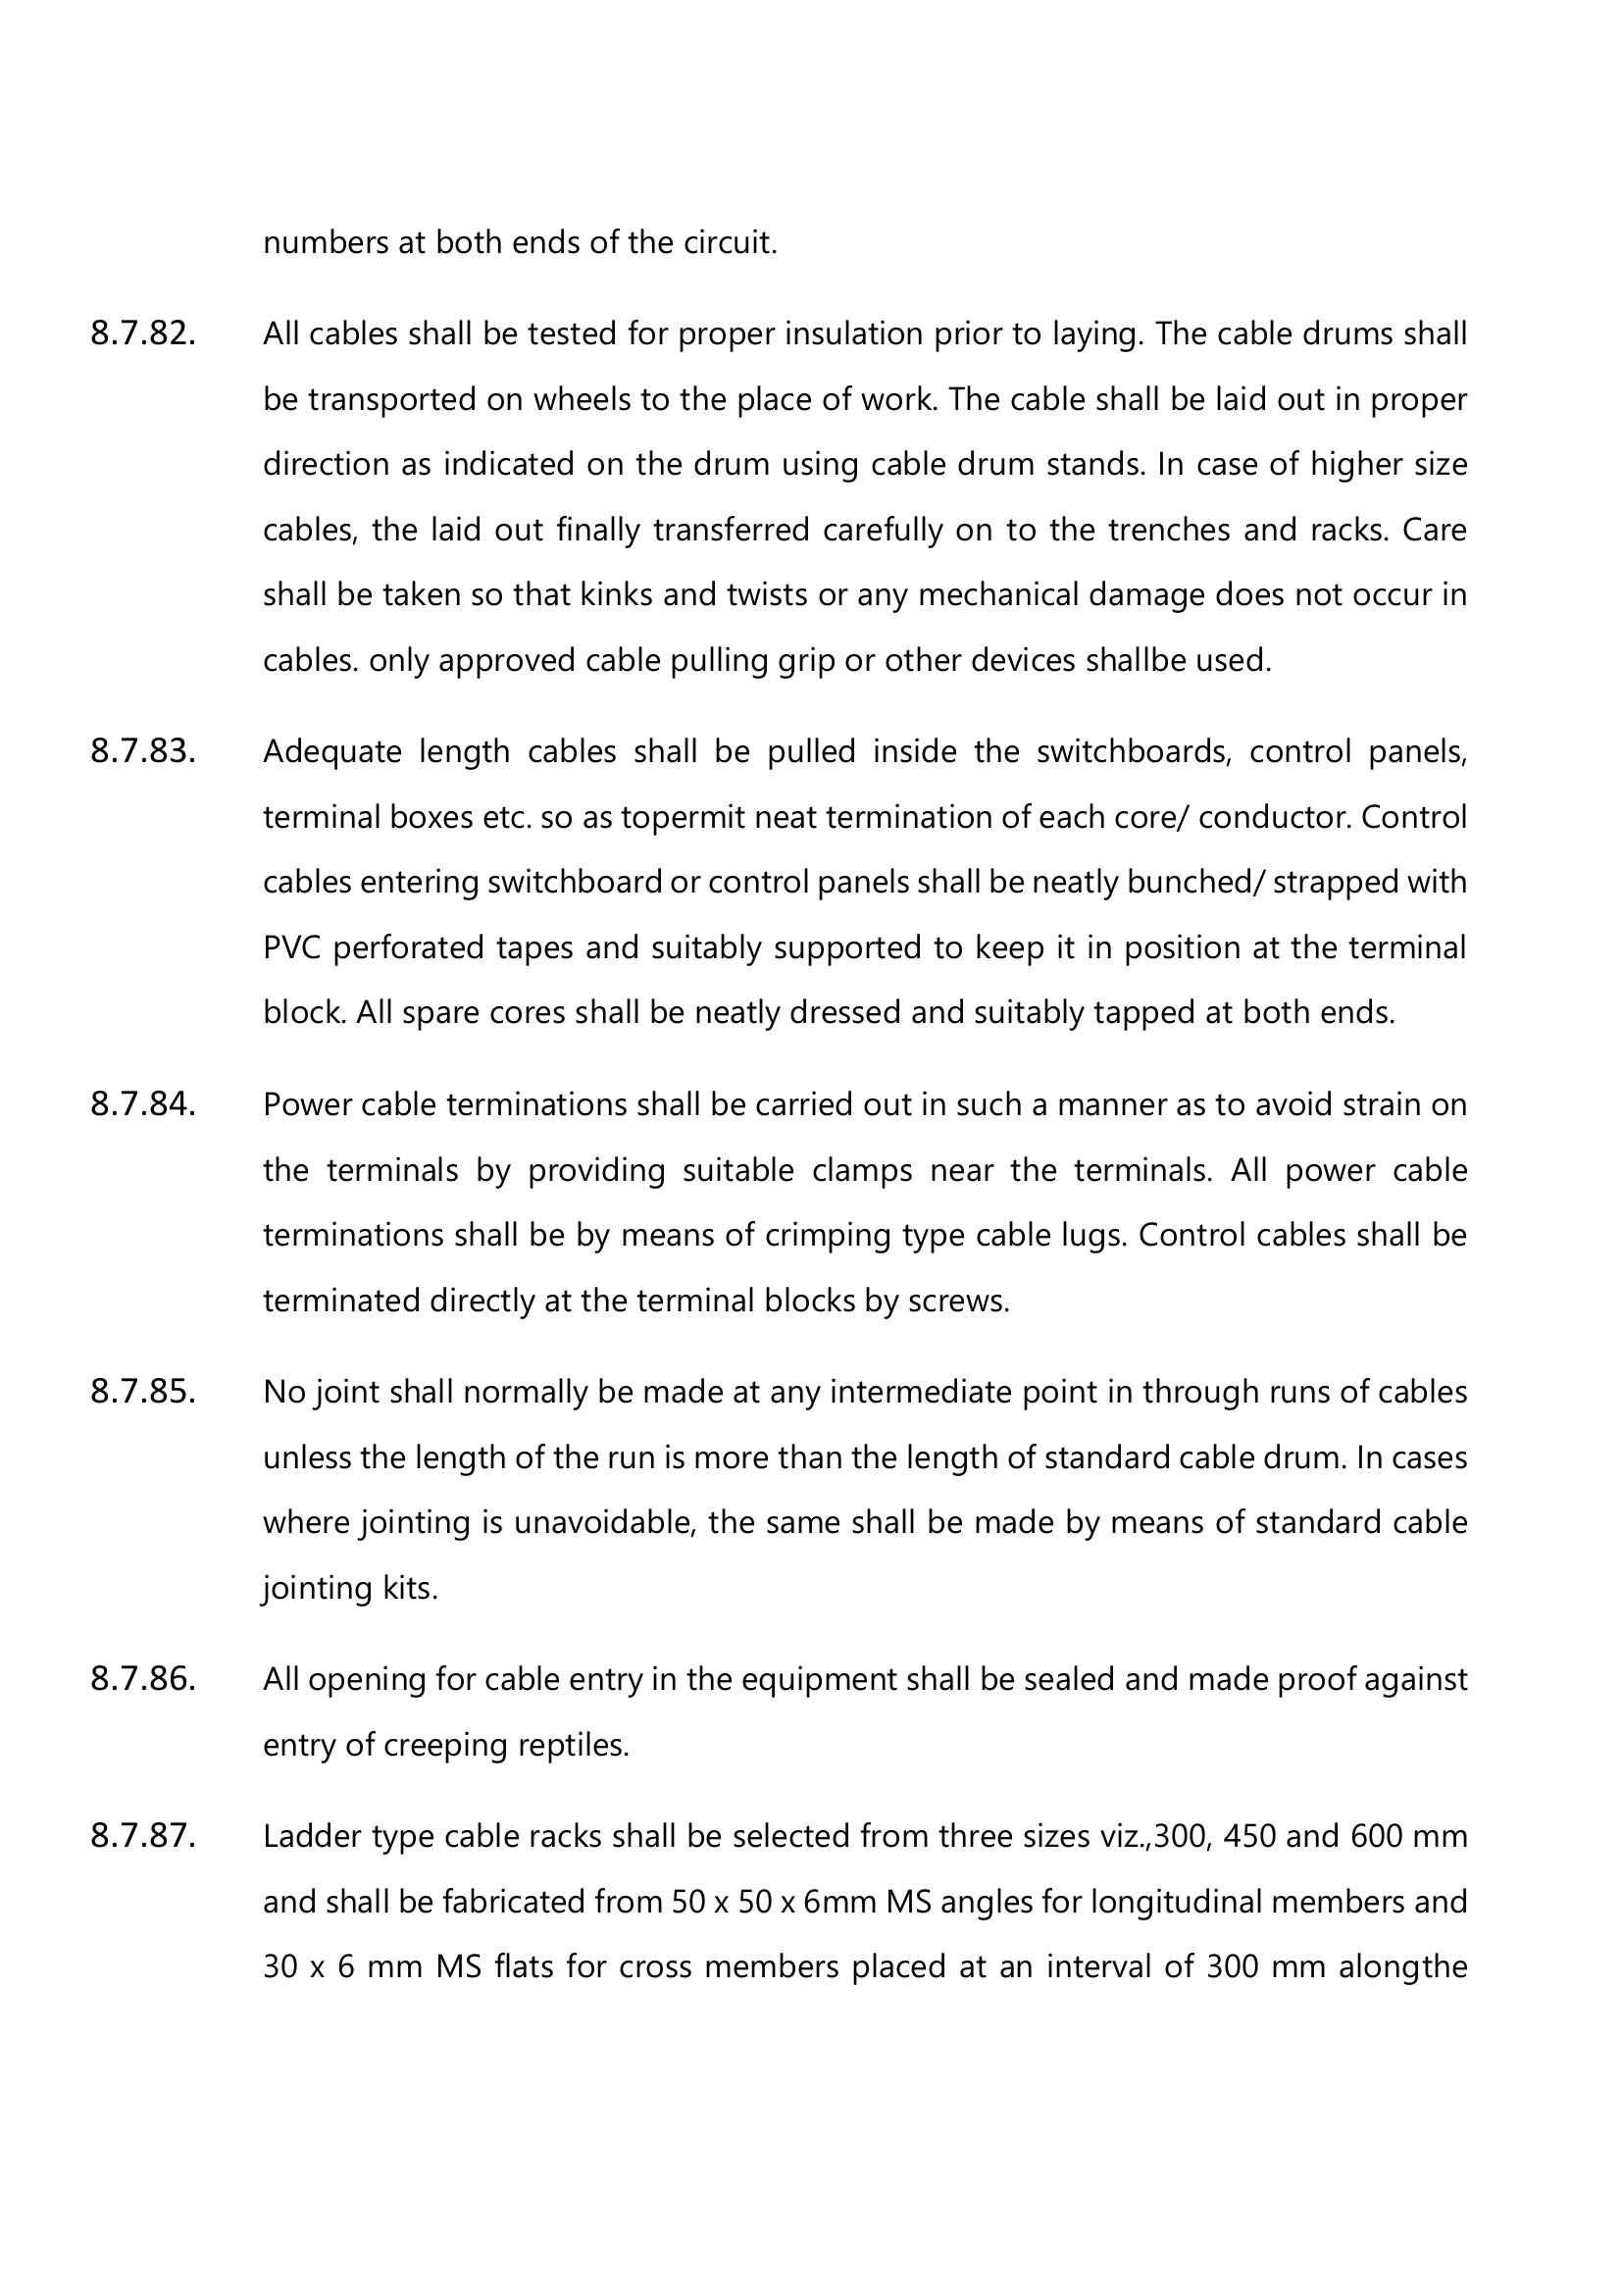 numbers at both ends of the circuit.
8.7.82. All cables shall be tested for proper insulation prior to laying. The cable drums shall
be transported on wheels to the place of work. The cable shall be laid out in proper
direction as indicated on the drum using cable drum stands. In case of higher size
cables, the laid out finally transferred carefully on to the trenches and racks. Care
shall be taken so that kinks and twists or any mechanical damage does not occur in
cables. only approved cable pulling grip or other devices shallbe used.
8.7.83. Adequate length cables shall be pulled inside the switchboards, control panels,
terminal boxes etc. so as topermit neat termination of each core/ conductor. Control
cables entering switchboard or control panels shall be neatly bunched/ strapped with
PVC perforated tapes and suitably supported to keep it in position at the terminal
block. All spare cores shall be neatly dressed and suitably tapped at both ends.
8.7.84. Power cable terminations shall be carried out in such a manner as to avoid strain on
the terminals by providing suitable clamps near the terminals. All power cable
terminations shall be by means of crimping type cable lugs. Control cables shall be
terminated directly at the terminal blocks by screws.
8.7.85. No joint shall normally be made at any intermediate point in through runs of cables
unless the length of the run is more than the length of standard cable drum. In cases
where jointing is unavoidable, the same shall be made by means of standard cable
jointing kits.
8.7.86. All opening for cable entry in the equipment shall be sealed and made proof against
entry of creeping reptiles.
8.7.87. Ladder type cable racks shall be selected from three sizes viz.,300, 450 and 600 mm
and shall be fabricated from 50 x 50 x 6mm MS angles for longitudinal members and
30 x 6 mm MS flats for cross members placed at an interval of 300 mm alongthe